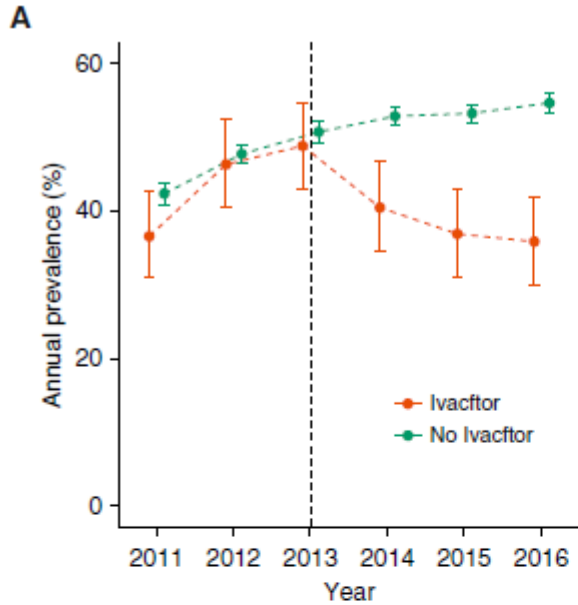 A
60
40
20
0
Annual prevalence (%)
Ivacftor
No Ivacftor
2011 2012 2013 2014 2015 2016
Year